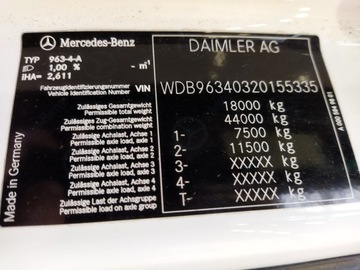 Mercedes-Benz
DAIMLER AG
TYP 963-4-A
1,00 % - m¹
iHA= 2,611
Fahrzeugidentifizierungsnummer
Vehicle Identification Number VIN WDB96340320155335
Zulässiges Gesamtgewicht
Permissible total weight 18000 kg
Zulässiges Zug-Gesamtgewicht
Permissible combination weight 44000 kg
Zulässige Achslast, Achse 1
Permissible axle load, axle 1 1- 7500 kg
Zulässige Achslast, Achse 2
Permissible axle load, axle 2 2- 11500 kg
Zulässige Achslast, Achse 3
Permissible axle load, axle 3 3- XXXXX kg
Zulässige Achslast, Achse 4
Permissible axle load, axle 4 4- XXXXX kg
Zulässige Last der Achsgruppe
Permissible load on axle group T- XXXXX kg
Made in Germany